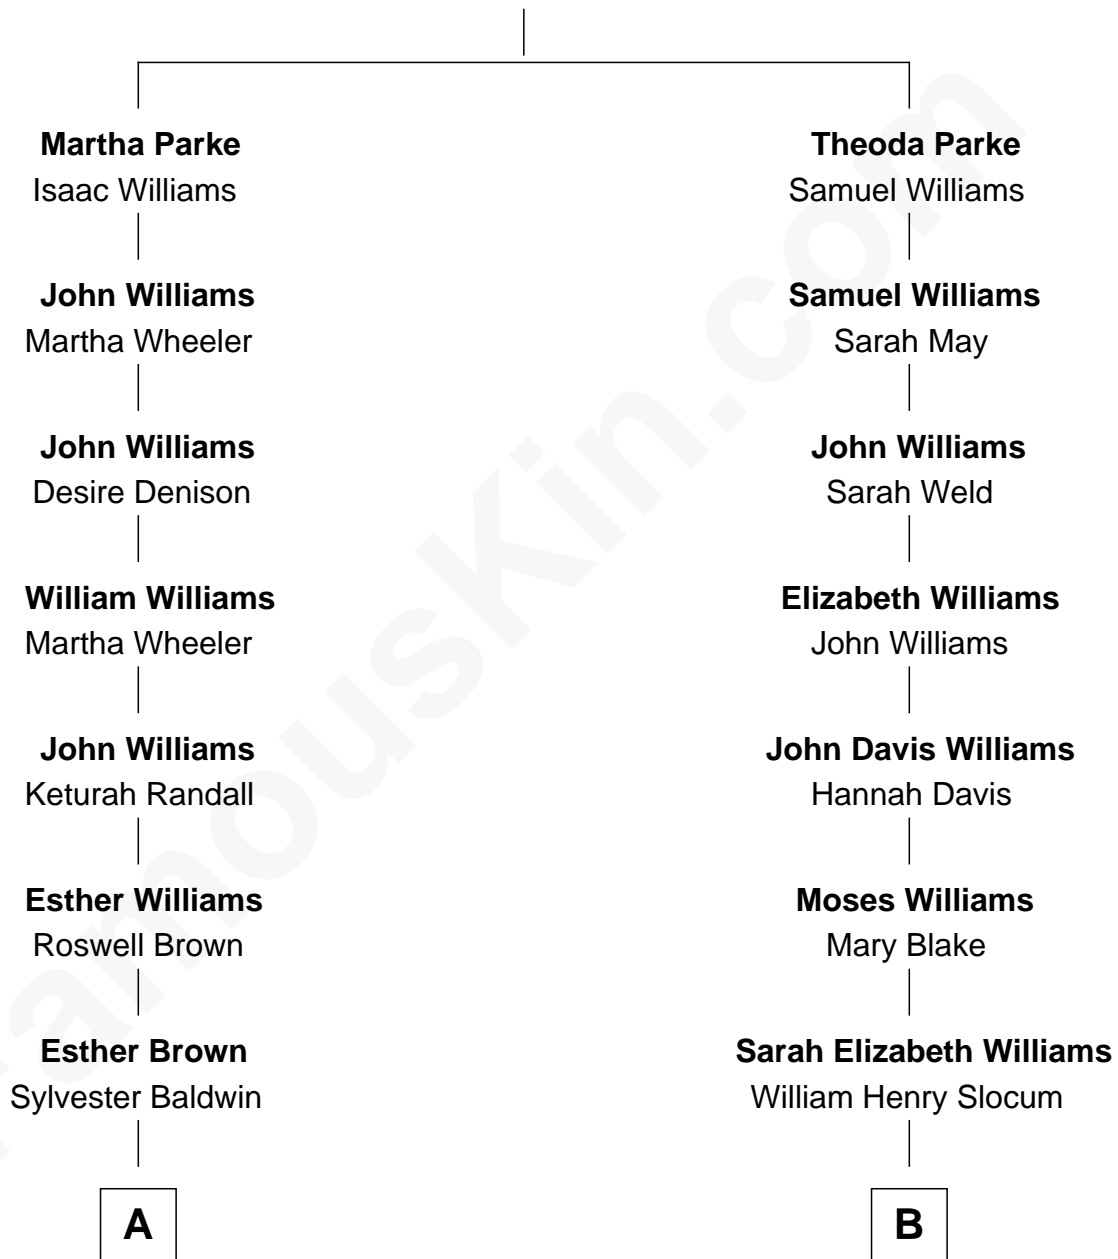 Martha Parke
Isaac Williams
John Williams
Martha Wheeler
John Williams
Desire Denison
William Williams
Martha Wheeler
John Williams
Keturah Randall
Esther Williams
Roswell Brown
Esther Brown
Sylvester Baldwin
A
Theoda Parke
Samuel Williams
Samuel Williams
Sarah May
John Williams
Sarah Weld
Elizabeth Williams
John Williams
John Davis Williams
Hannah Davis
Moses Williams
Mary Blake
Sarah Elizabeth Williams
William Henry Slocum
B
FamousKin.com